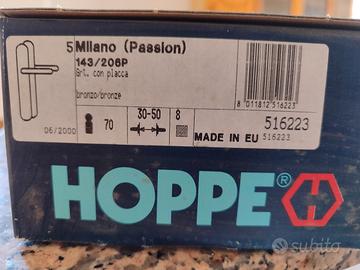 5 Milano (Passion)
143/206P
Grt. con placca
bronzo/bronze
8 011812 516223
06/2000
70
30-50
8
516223
MADE IN EU 516223
HOPPE®
subito